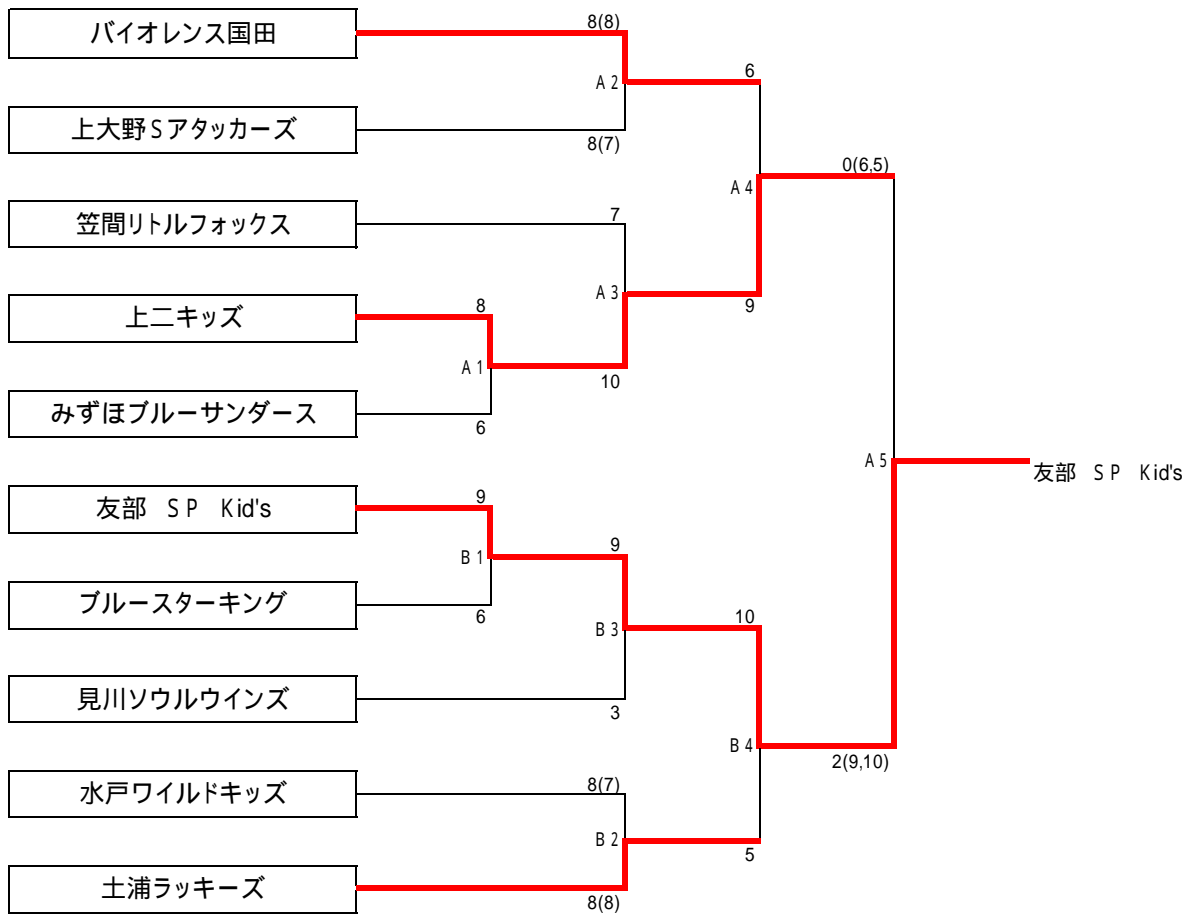 バイオレンス国田
8(8)
A 2
6
上大野Sアタッカーズ
8(7)
A 4
0(6,5)
笠間リトルフォックス
7
A 3
9
上二キッズ
8
A 1
10
みずほブルーサンダース
6
A 5
友部 SP Kid's
友部 SP Kid's
9
B 1
9
ブルースターキング
6
B 3
10
見川ソウルウインズ
3
B 4
2(9,10)
水戸ワイルドキッズ
8(7)
B 2
5
土浦ラッキーズ
8(8)